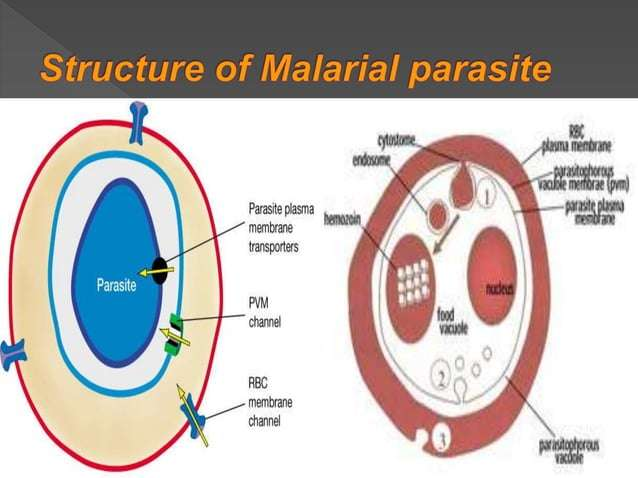 Structure of Malarial parasite
Parasite
Parasite plasma
membrane
transporters
PVM
channel
RBC
membrane
channel
cytostome
endosome
hemozoin
food
vacuole
nucleus
RBC
plasma membrane
parasitophorous
vacuole membrae (pvm)
parasite plasma
membrane
parasitophorous
vacuole
1
2
3